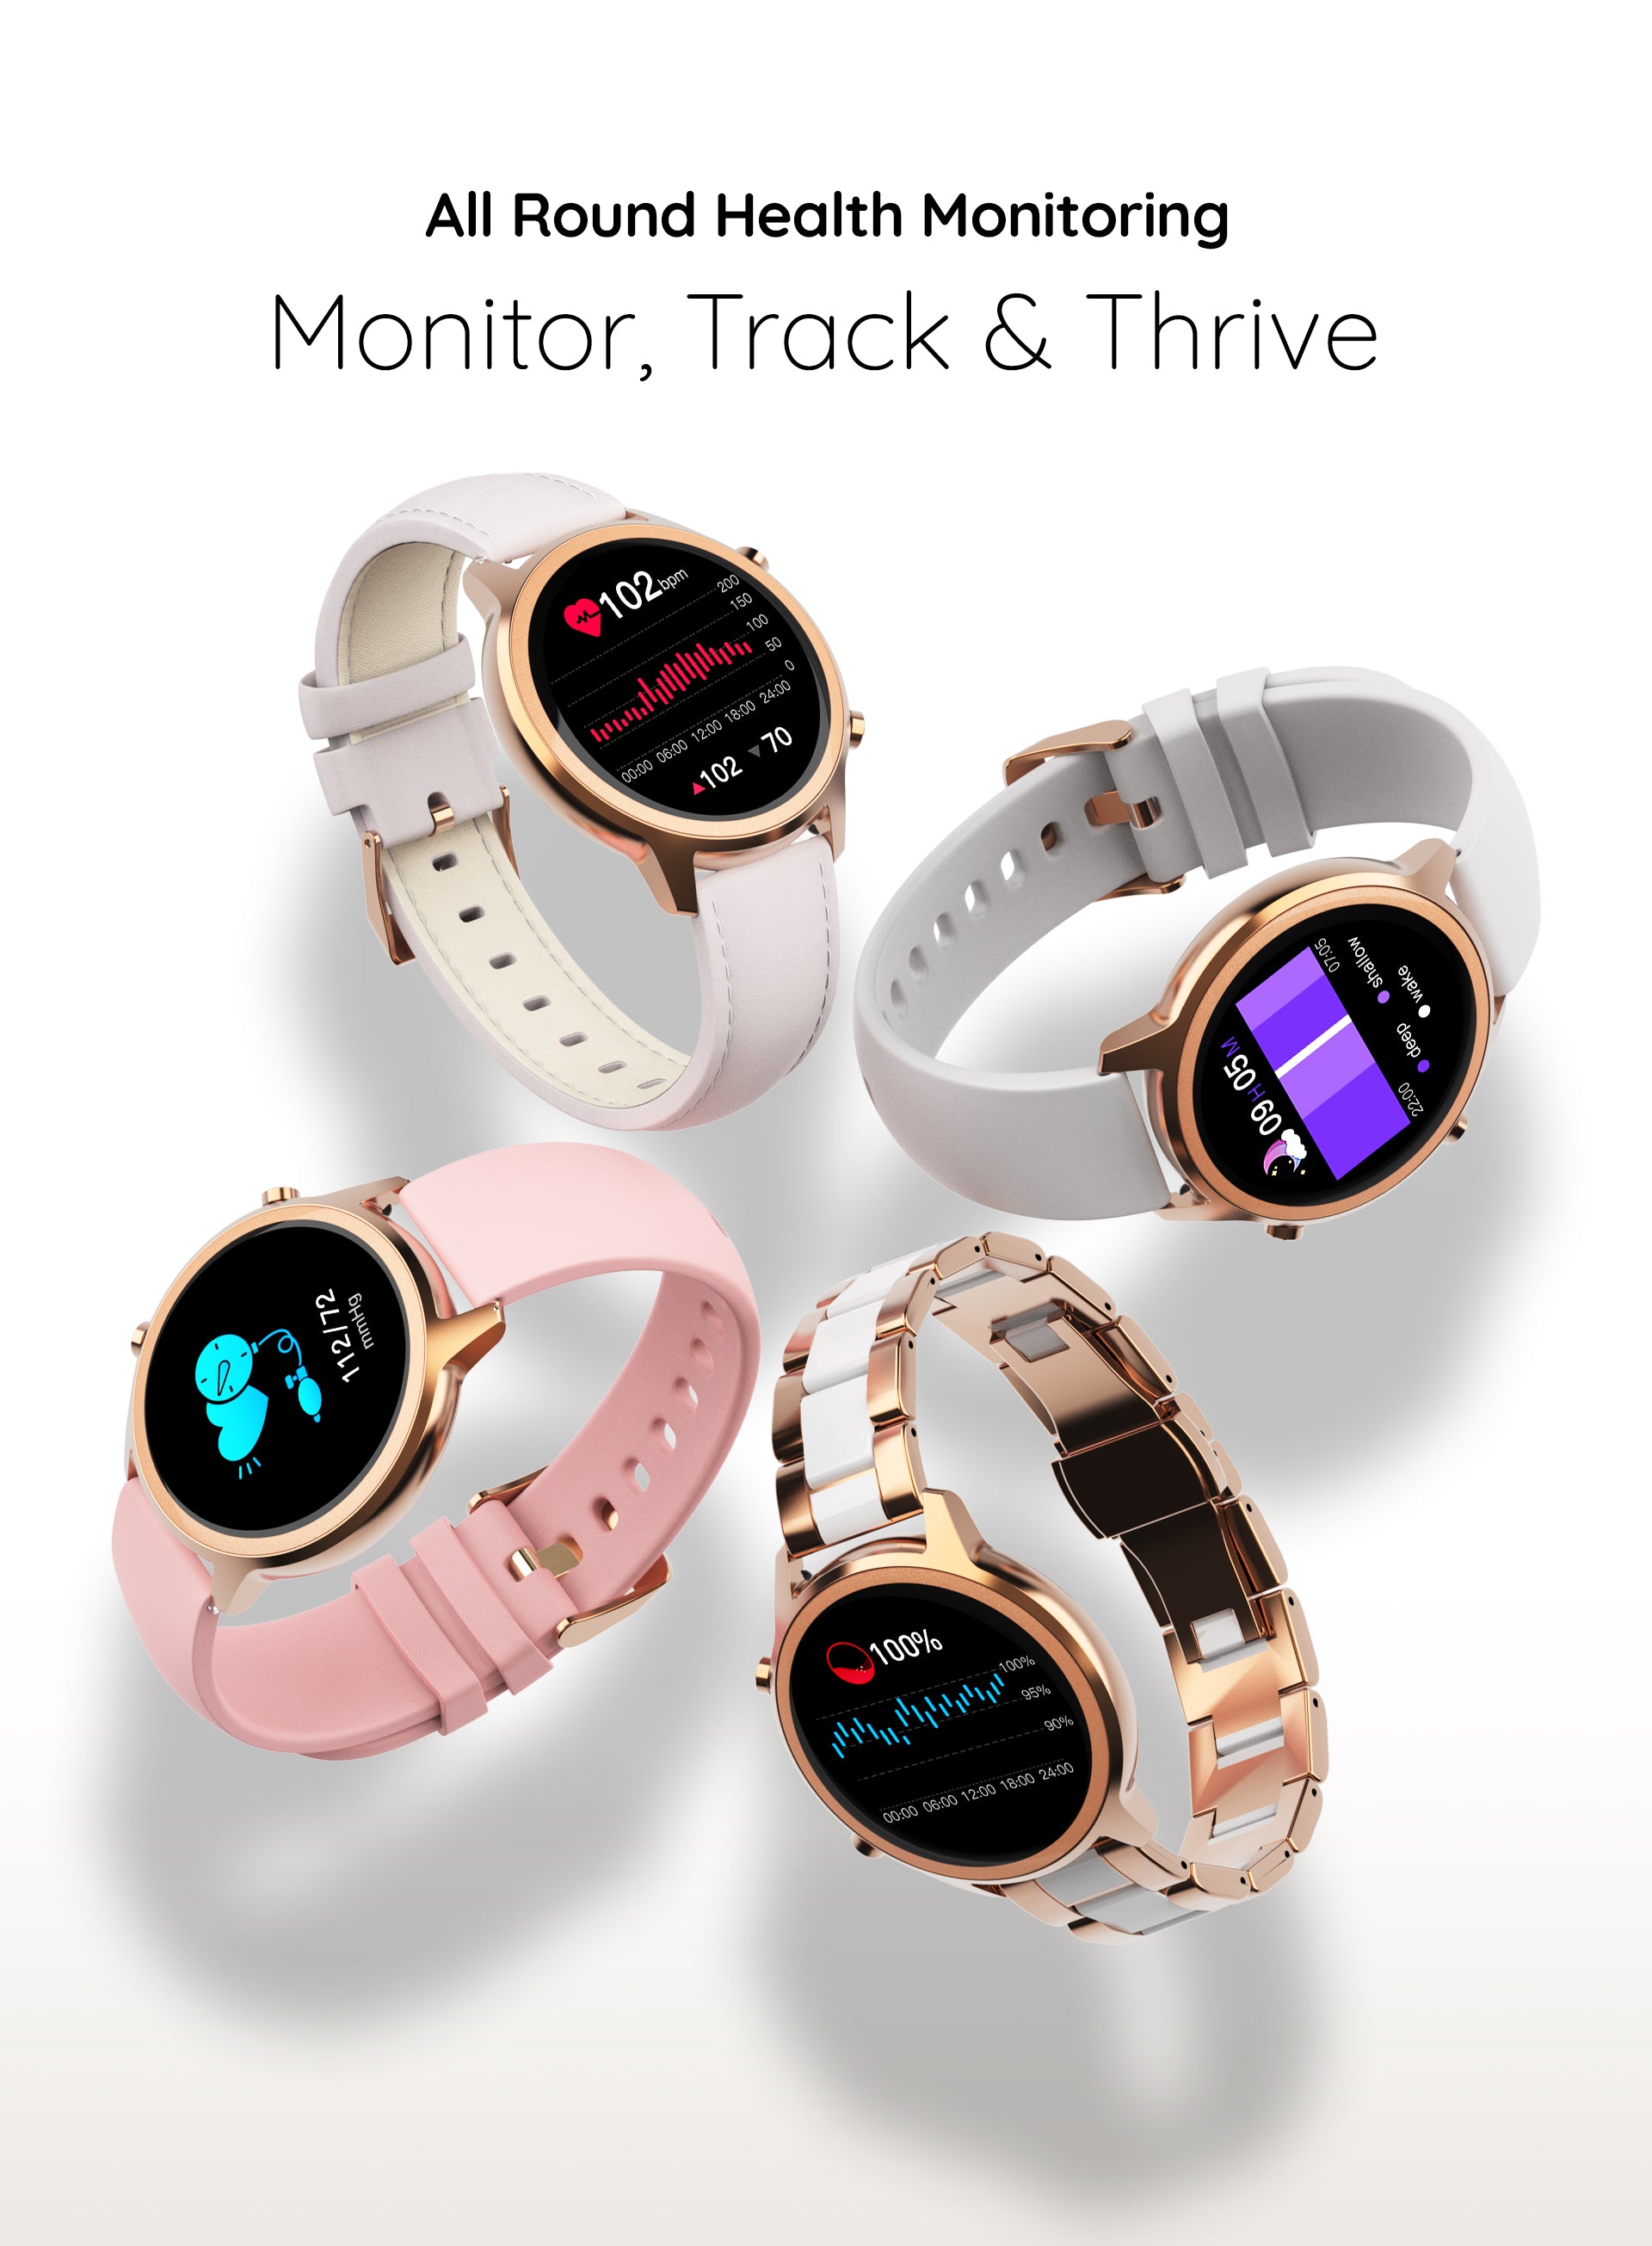 All Round Health Monitoring
Monitor, Track & Thrive
102bpm
200
150
100
50
0
00:00 06:00 12:00 18:00 24:00
▲102 ▼70
09H05M
22:00 07:05
deep shallow
wake
112/72
mmHg
100%
100%
95%
90%
00:00 06:00 12:00 18:00 24:00